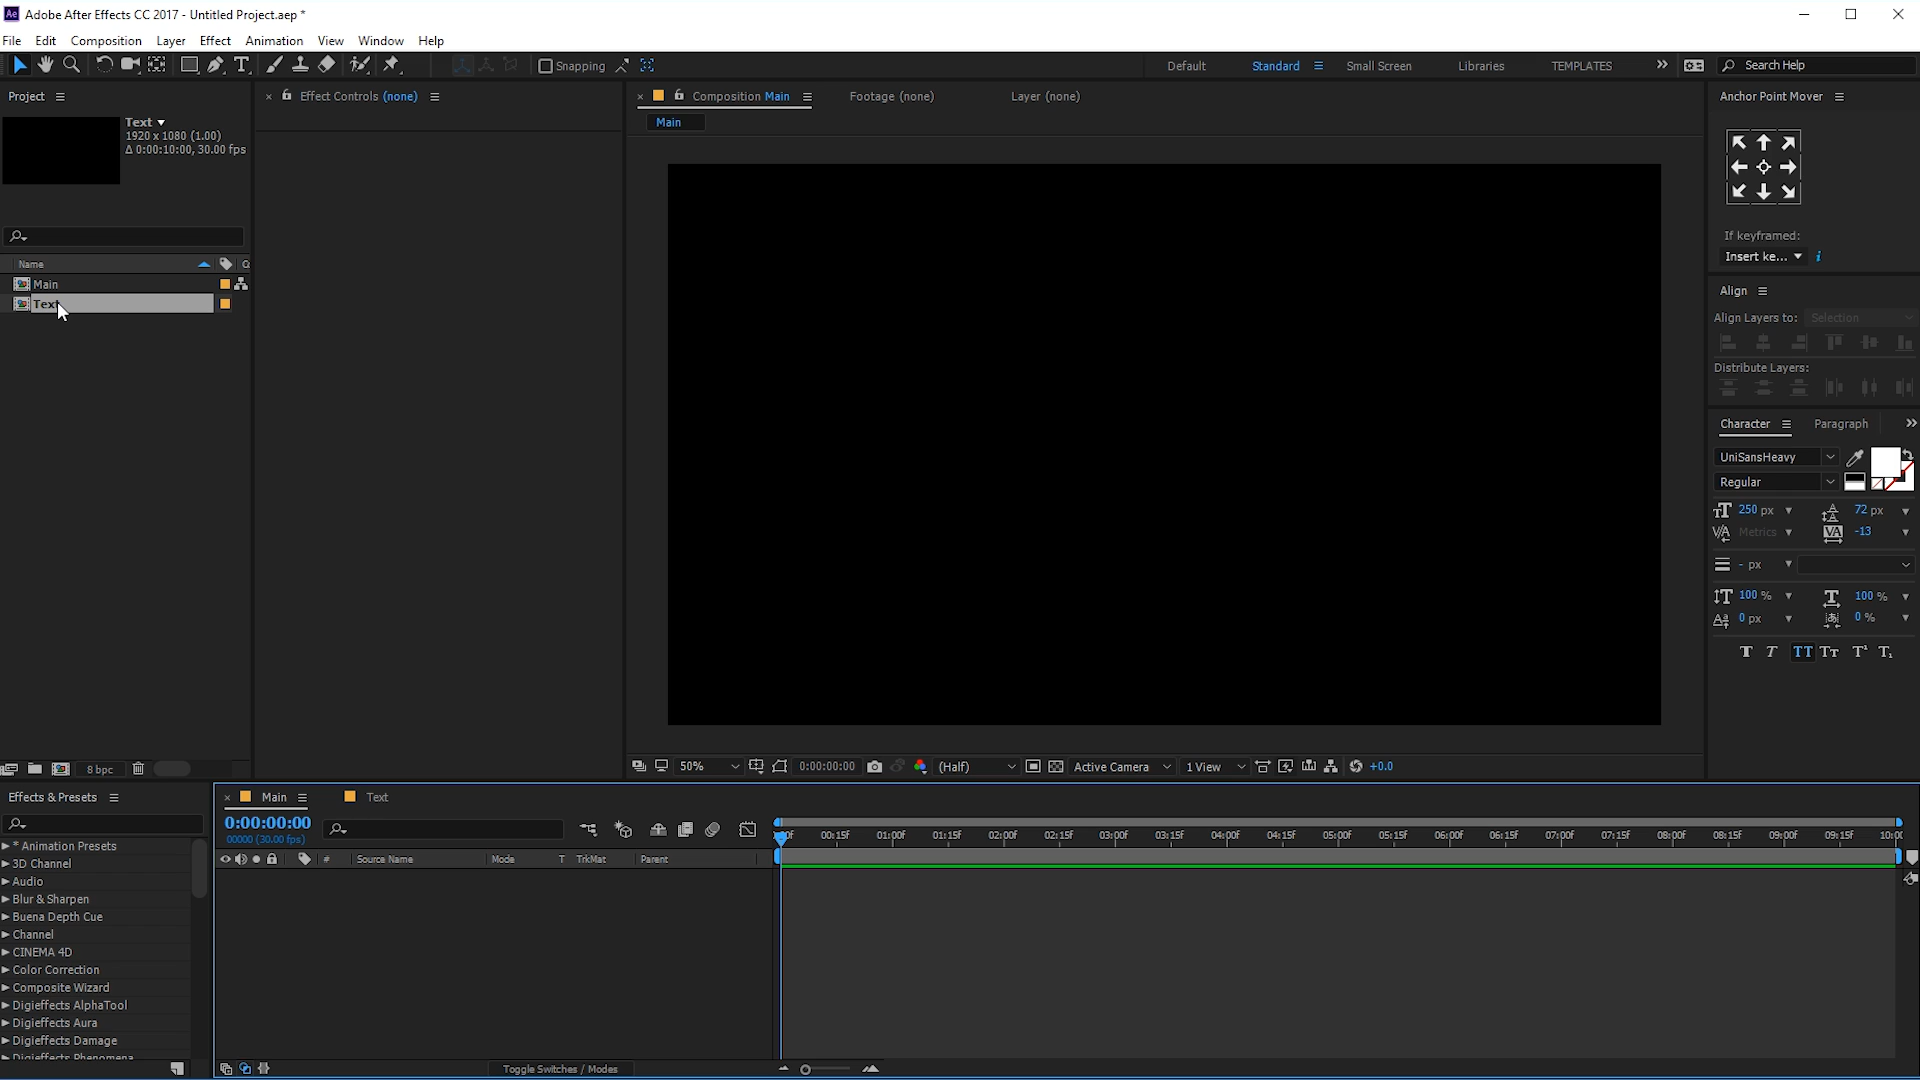 Ae Adobe After Effects CC 2017 - Untitled Project.aep *
File Edit Composition Layer Effect Animation View Window Help
Snapping Default Standard Small Screen Libraries TEMPLATES Search Help
Project
Effect Controls (none)
Composition Main Footage (none) Layer (none)
Anchor Point Mover
Main
Text
1920 x 1080 (1.00)
Δ 0:00:10:00, 30.00 fps
If keyframed:
Insert ke...
Name
Main
Text
Align
Align Layers to: Selection
Distribute Layers:
Character Paragraph
UniSansHeavy
Regular
250 px 72 px
Metrics -13
- px
100 % 100 %
0 px 0 %
T T TT Tт T¹ T₁
8 bpc
50% 0:00:00:00 (Half) Active Camera 1 View +0.0
Effects & Presets
* Animation Presets
3D Channel
Audio
Blur & Sharpen
Buena Depth Cue
Channel
CINEMA 4D
Color Correction
Composite Wizard
Digieffects AlphaTool
Digieffects Aura
Digieffects Damage
Digieffects Phenomena
Main Text
0:00:00:00
00000 (30.00 fps)
00:15f 01:00f 01:15f 02:00f 02:15f 03:00f 03:15f 04:00f 04:15f 05:00f 05:15f 06:00f 06:15f 07:00f 07:15f 08:00f 08:15f 09:00f 09:15f 10:00
# Source Name Mode T TrkMat Parent
Toggle Switches / Modes